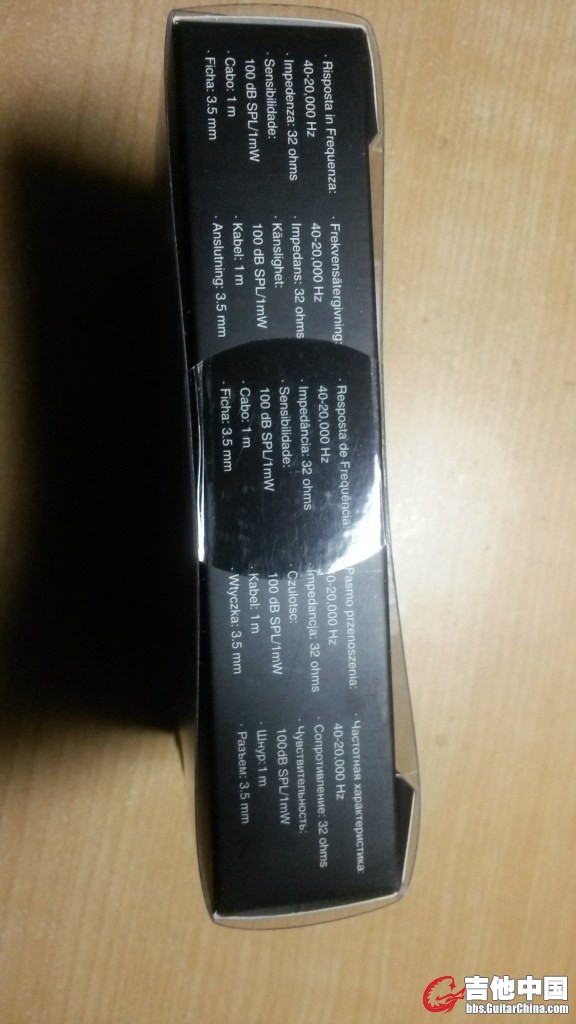 · Risposta in Frequenza:
40-20,000 Hz
· Impedenza: 32 ohms
· Sensibilidade:
100 dB SPL/1mW
· Cabo: 1 m
· Ficha: 3.5 mm
· Frekvensåtergivning:
40-20,000 Hz
· Impedans: 32 ohms
· Känslighet:
100 dB SPL/1mW
· Kabel: 1 m
· Anslutning: 3.5 mm
· Resposta de Frequência:
40-20,000 Hz
· Impedância: 32 ohms
· Sensibilidade:
100 dB SPL/1mW
· Cabo: 1 m
· Ficha: 3.5 mm
· Pasmo przenoszenia:
40-20,000 Hz
· Impedancja: 32 ohms
· Czulotsc:
100 dB SPL/1mW
· Kabel: 1 m
· Wtyczka: 3.5 mm
· Частотная характеристика:
40-20,000 Hz
· Сопротивление: 32 ohms
· Чувствительность:
100dB SPL/1mW
· Шнур: 1 m
· Разъем: 3.5 mm
吉他中国
bbs.GuitarChina.com